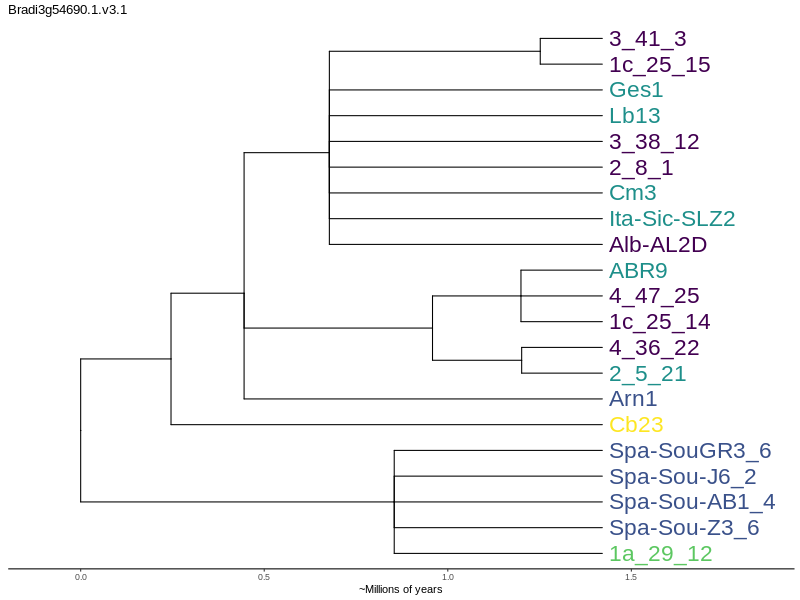 Bradi3g54690.1.v3.1
3_41_3
1c_25_15
Ges1
Lb13
3_38_12
2_8_1
Cm3
Ita-Sic-SLZ2
Alb-AL2D
ABR9
4_47_25
1c_25_14
4_36_22
2_5_21
Arn1
Cb23
Spa-SouGR3_6
Spa-Sou-J6_2
Spa-Sou-AB1_4
Spa-Sou-Z3_6
1a_29_12
0.0 0.5 1.0 1.5
~Millions of years